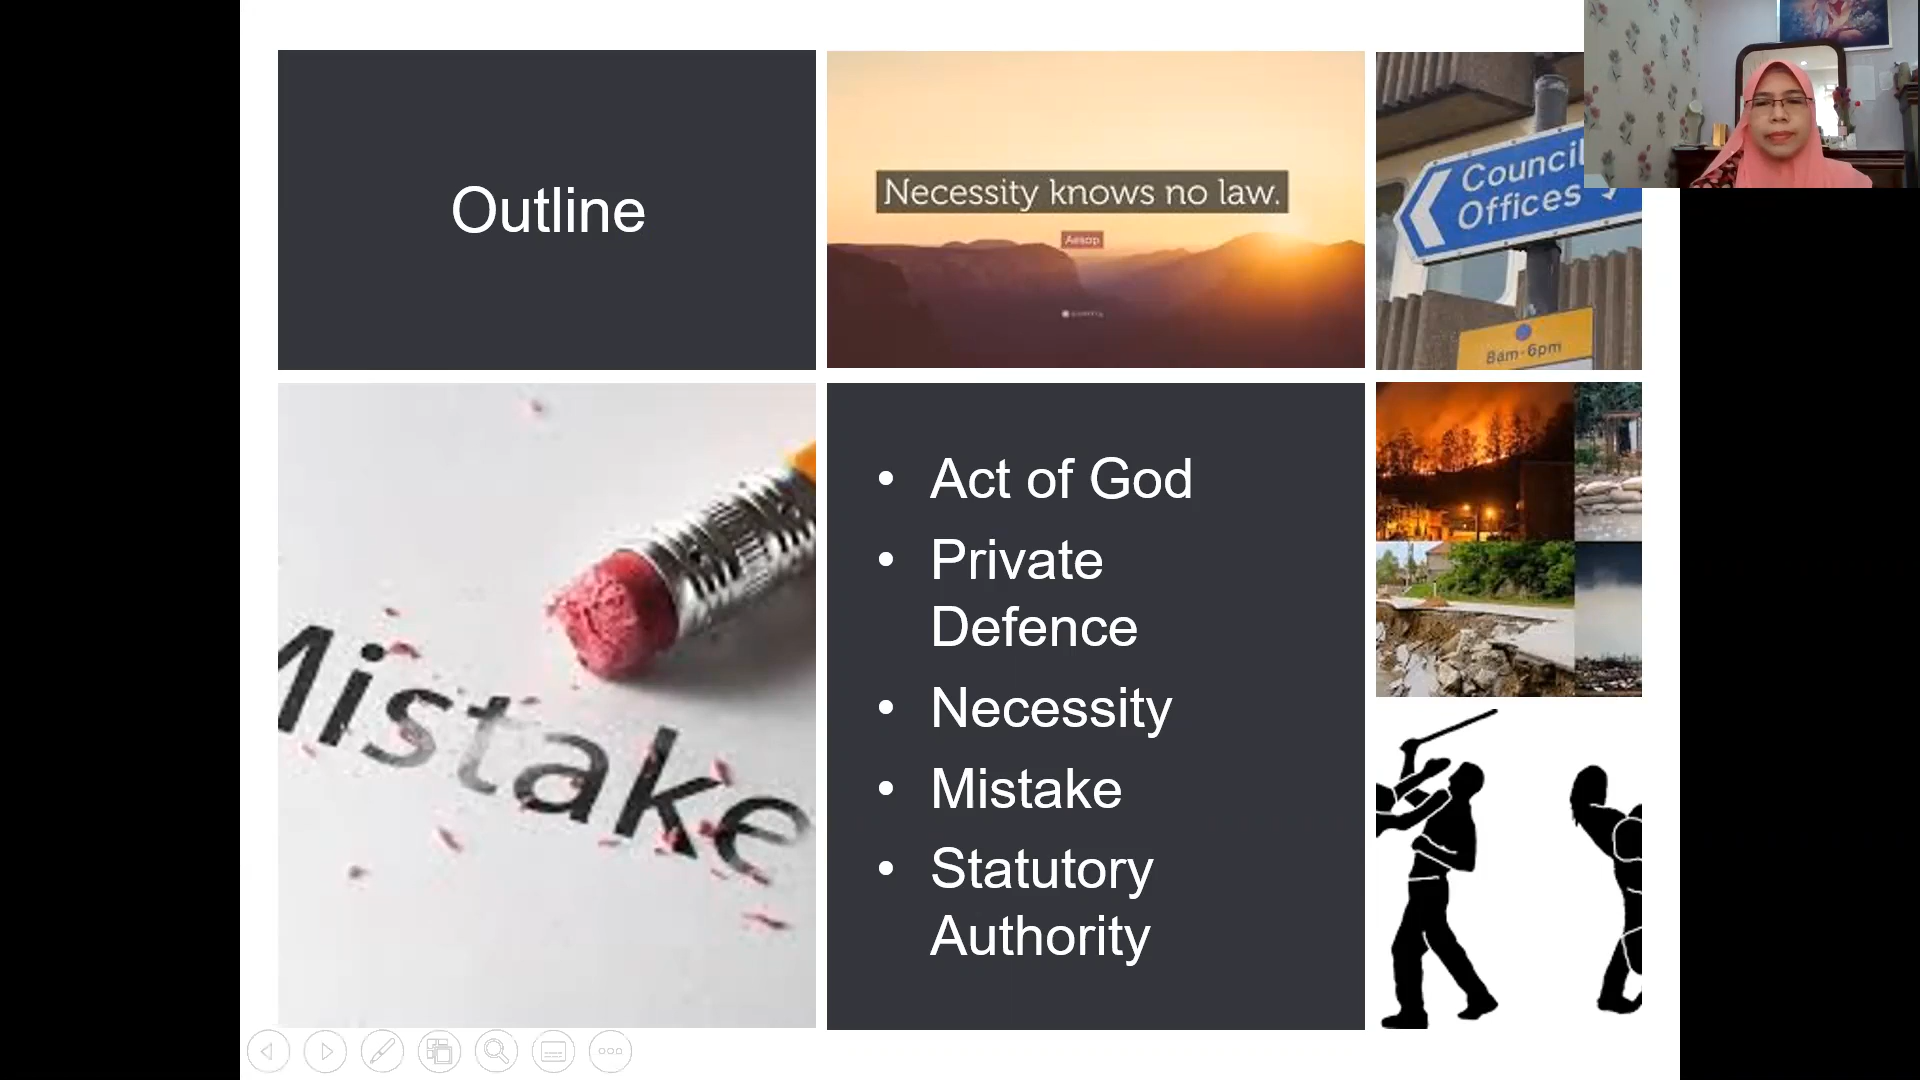 Outline
Necessity knows no law.
Aesop
Council
Offices
8am-6pm
Mistake
• Act of God
• Private
Defence
• Necessity
• Mistake
• Statutory
Authority